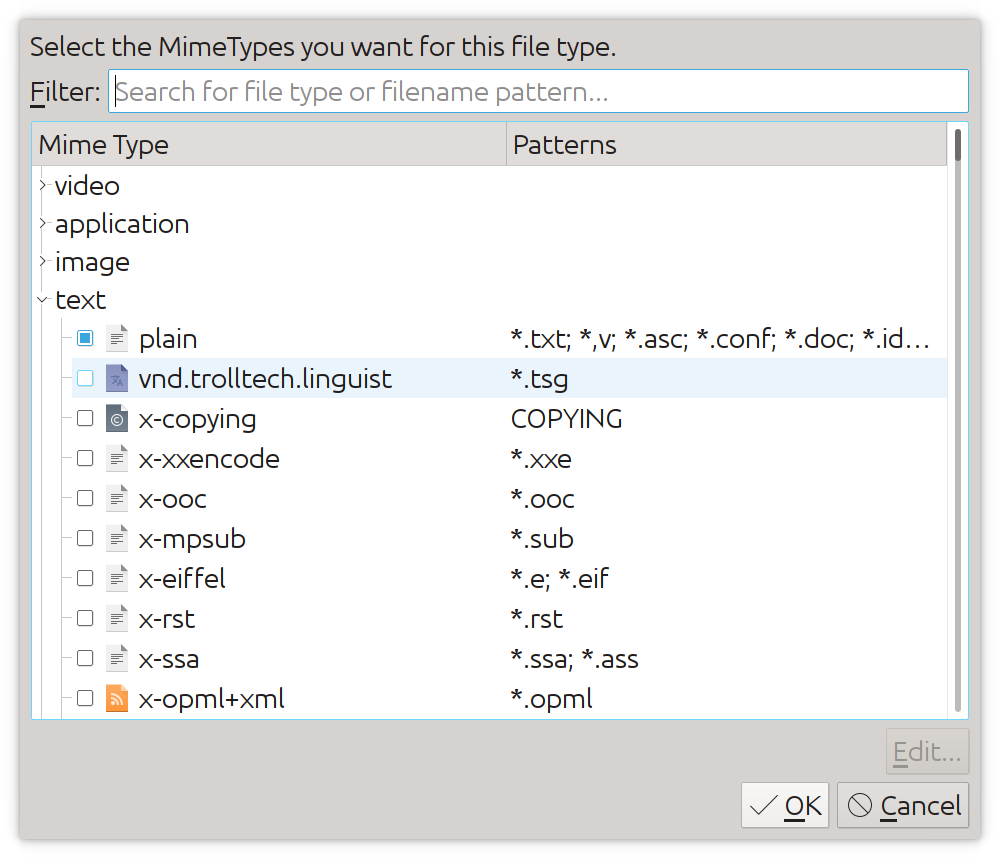 Select the MimeTypes you want for this file type.
Filter: Search for file type or filename pattern...
Mime Type Patterns
video
application
image
text
plain *.txt; *,v; *.asc; *.conf; *.doc; *.id...
vnd.trolltech.linguist *.tsg
x-copying COPYING
x-xxencode *.xxe
x-ooc *.ooc
x-mpsub *.sub
x-eiffel *.e; *.eif
x-rst *.rst
x-ssa *.ssa; *.ass
x-opml+xml *.opml
Edit...
OK Cancel